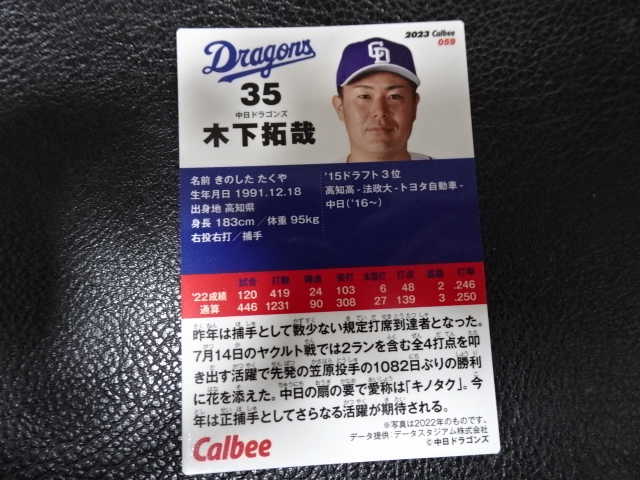 Dragons
35
中日ドラゴンズ
木下拓哉
2023 Calbee
059
名前 きのした たくや
生年月日 1991.12.18
出身地 高知県
身長 183cm/体重 95kg
右投右打/捕手
'15ドラフト3位
高知高-法政大-トヨタ自動車-
中日('16〜)
試合 打数 得点 安打 本塁打 打点 盗塁 打率
'22成績 120 419 24 103 6 48 2 .246
通算 446 1231 90 308 27 139 3 .250
昨年は捕手として数少ない規定打席到達者となった。
7月14日のヤクルト戦では2ランを含む全4打点を叩
き出す活躍で先発の笠原投手の1082日ぶりの勝利
に花を添えた。中日の扇の要で愛称は「キノタク」。今
年は正捕手としてさらなる活躍が期待される。
※写真は2022年のものです。
データ提供:データスタジアム株式会社
©中日ドラゴンズ
Calbee